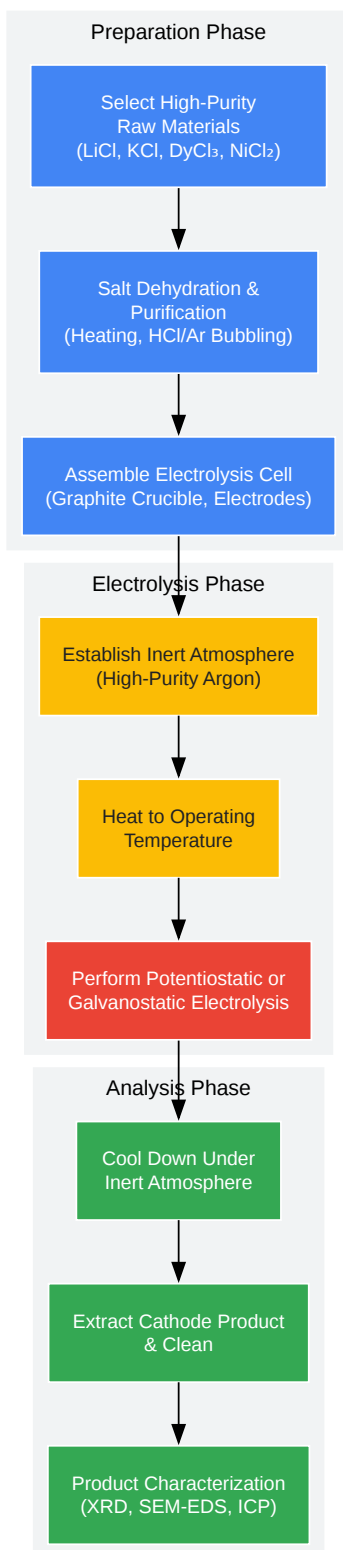 Preparation Phase
Select High-Purity
Raw Materials
(LiCl, KCl, DyCl₃, NiCl₂)
Salt Dehydration &
Purification
(Heating, HCl/Ar Bubbling)
Assemble Electrolysis Cell
(Graphite Crucible, Electrodes)
Electrolysis Phase
Establish Inert Atmosphere
(High-Purity Argon)
Heat to Operating
Temperature
Perform Potentiostatic or
Galvanostatic Electrolysis
Analysis Phase
Cool Down Under
Inert Atmosphere
Extract Cathode Product
& Clean
Product Characterization
(XRD, SEM-EDS, ICP)